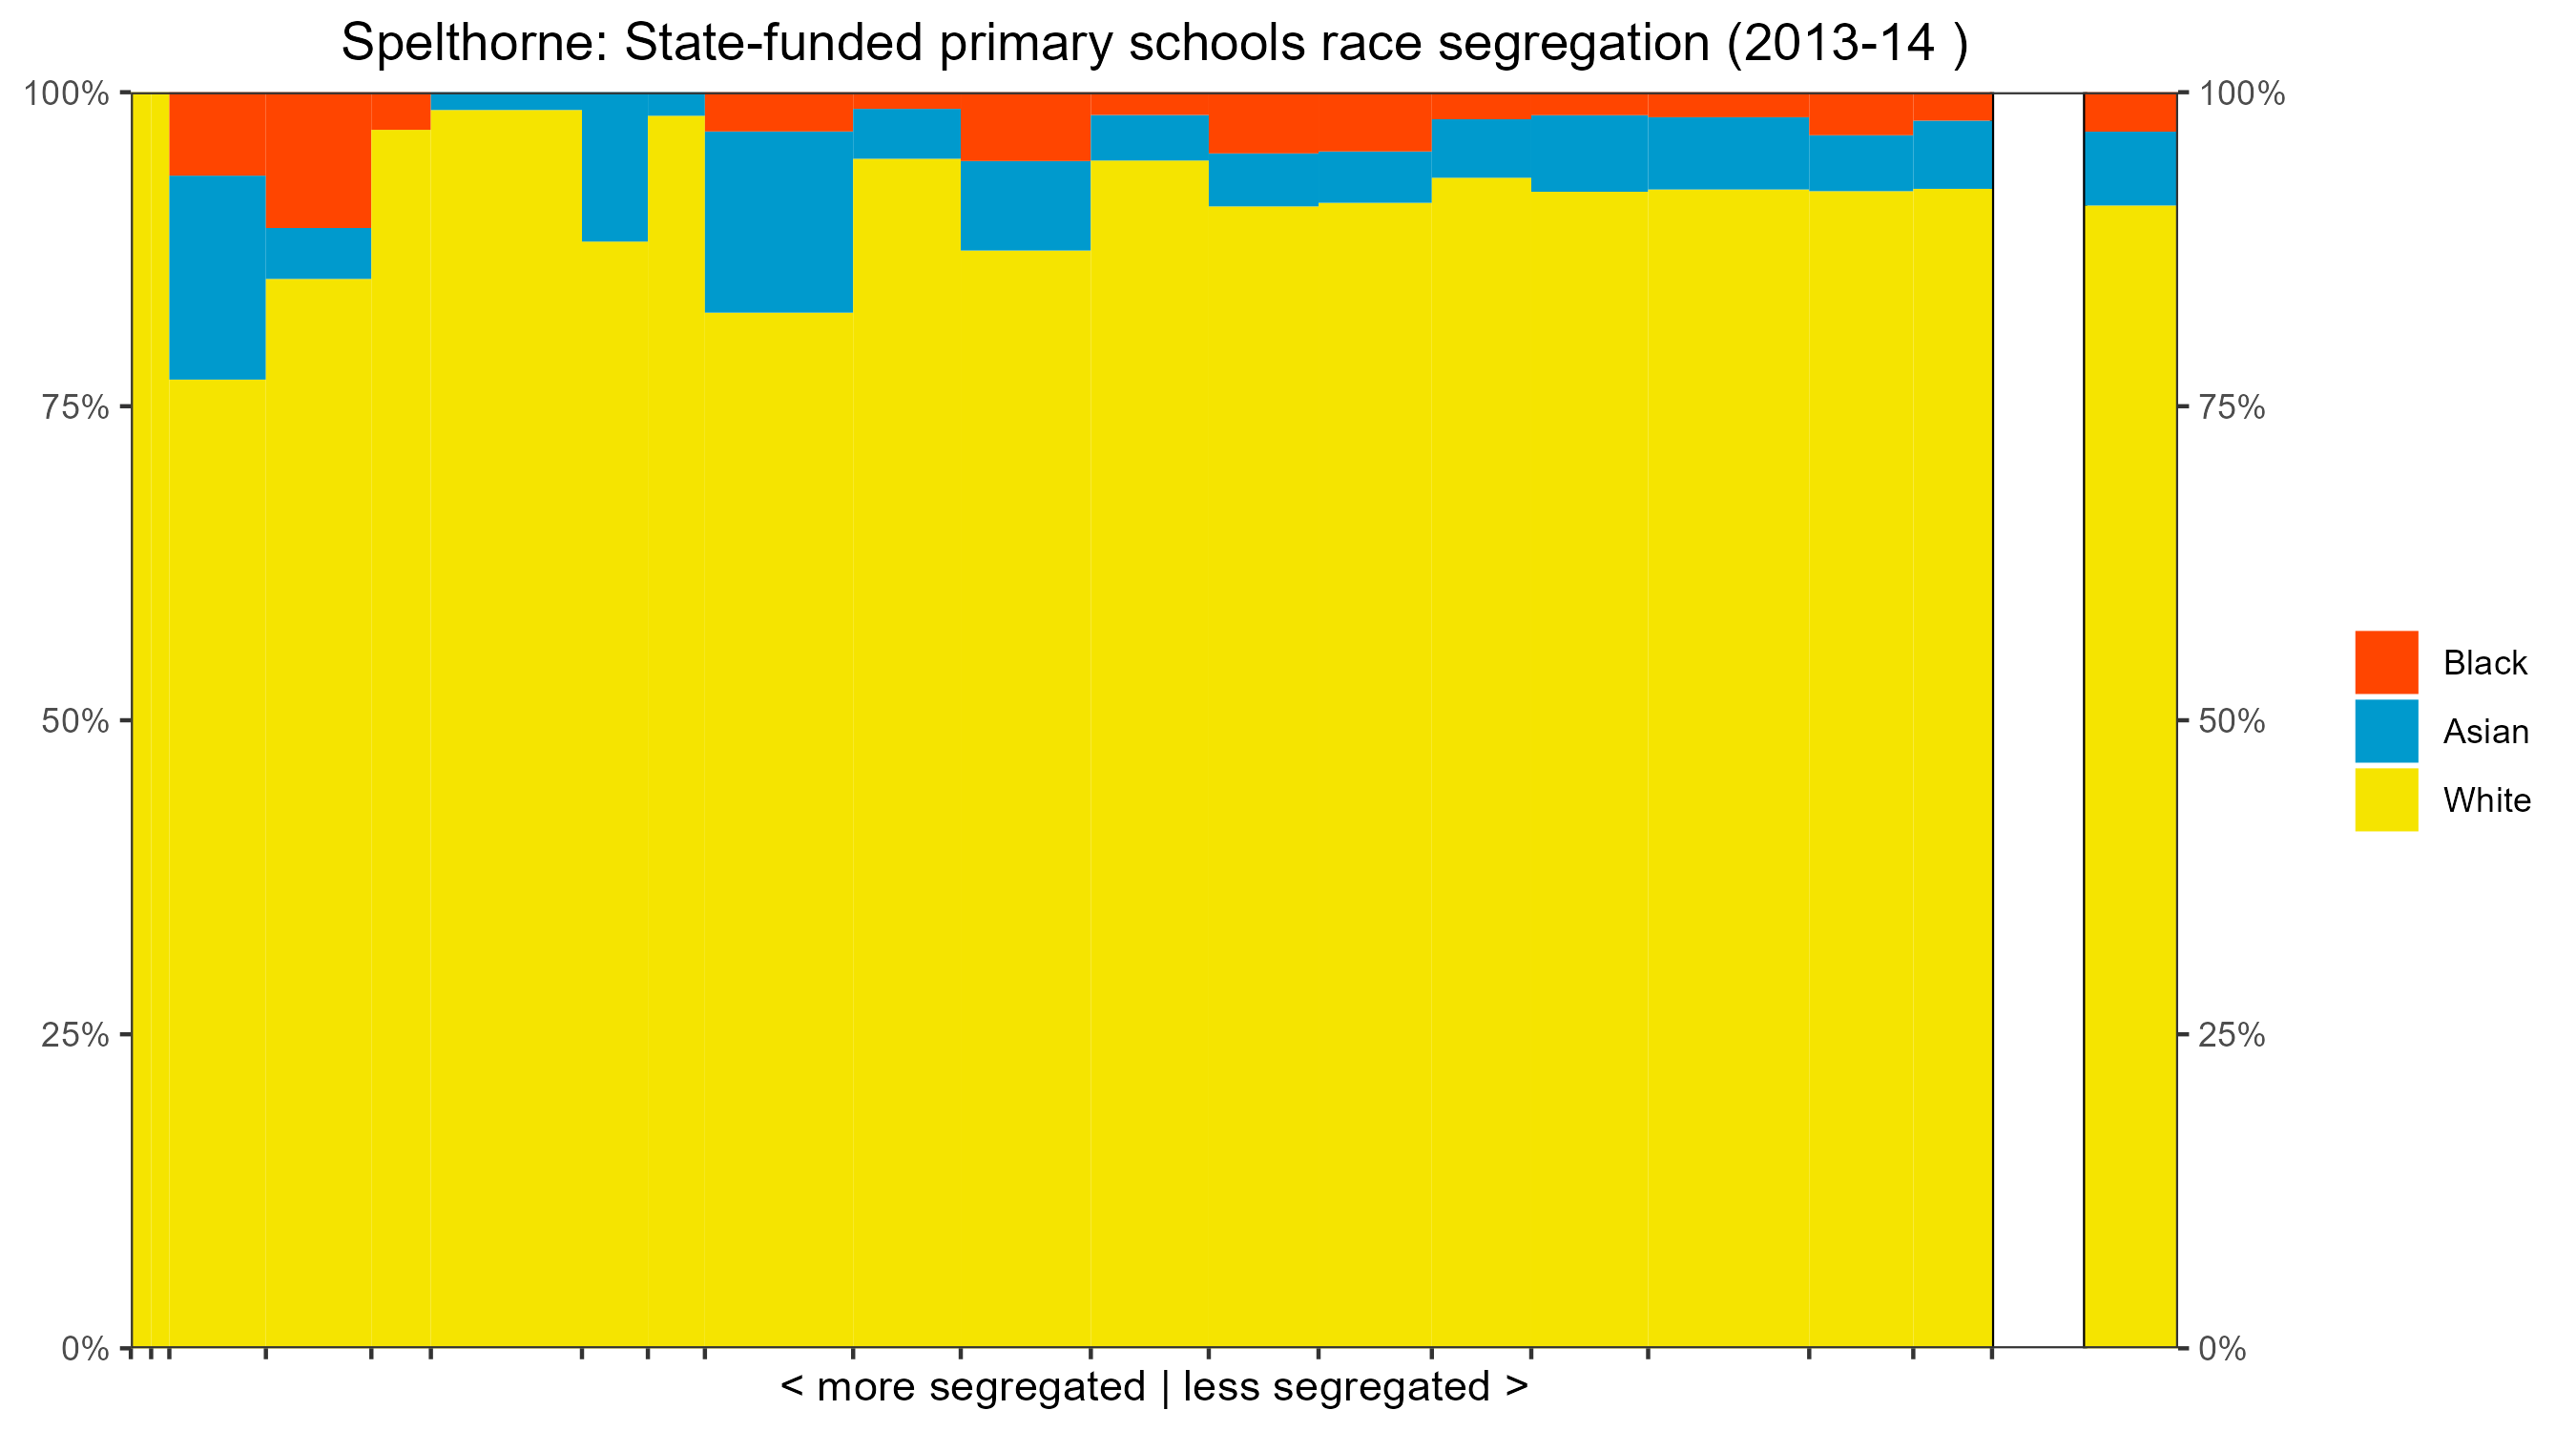 Spelthorne: State-funded primary schools race segregation (2013-14 )
100%
75%
50%
25%
0%
100%
75%
50%
25%
0%
Black
Asian
White
< more segregated | less segregated >